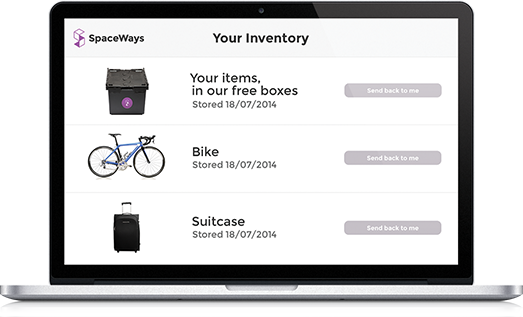 SpaceWays
Your Inventory
Your items,
in our free boxes
Stored 18/07/2014
Send back to me
Bike
Stored 18/07/2014
Send back to me
Suitcase
Stored 18/07/2014
Send back to me